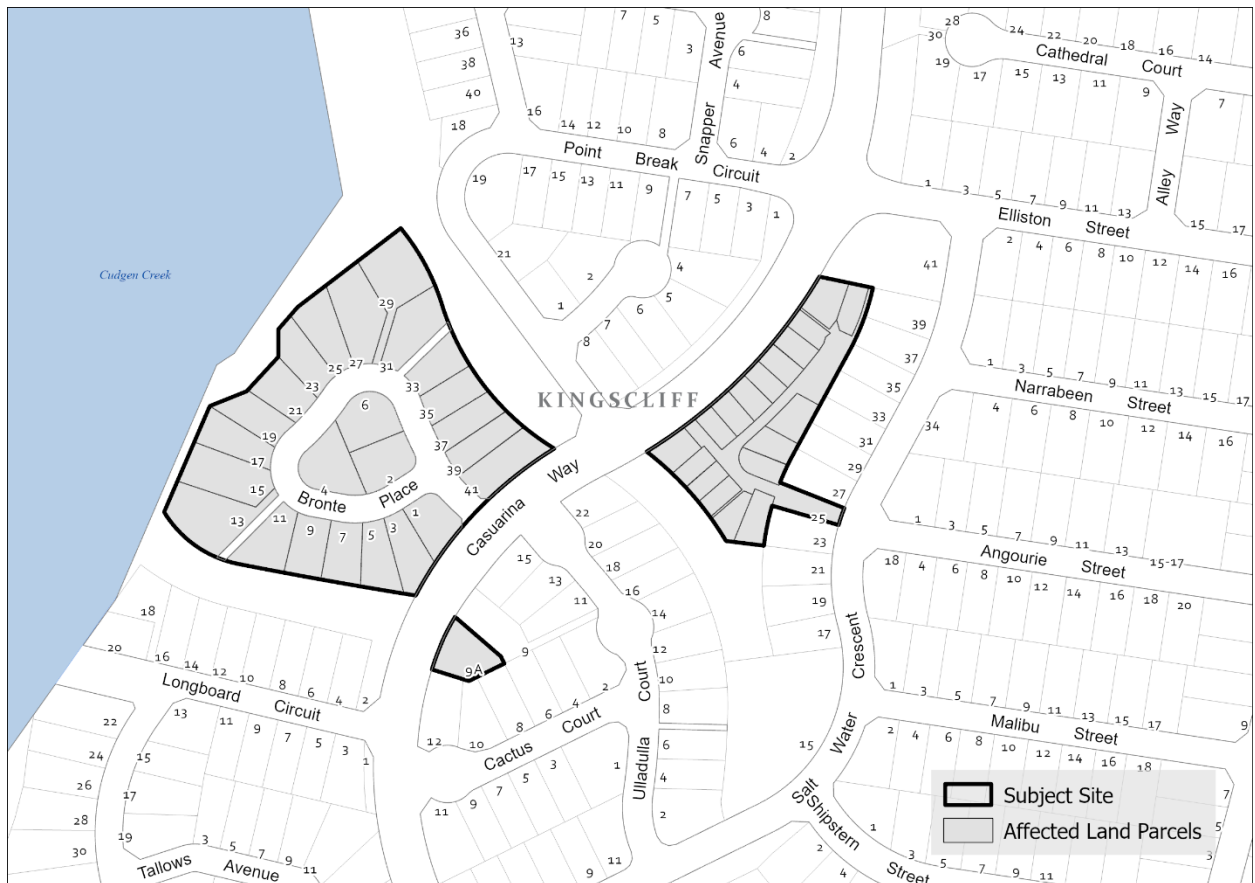 7 5 8
36 13 3 Snapper Avenue 6
38
40 4
18 16 14 12 10 8 6 4 2
Point Break Circuit
28 24 22 20 18 16 14
30 Cathedral Court
19 17 15 13 11 9 7
Alley Way
19 17 15 13 11 9 7 5 3 1
1 3 5 7 9 11 13 15 17
Elliston Street
2 4 6 8 10 12 14 16
21 2 4
1 5
6
7
8
41
39
37
35
33
31
29
27
25
23
21
19
17
15
Cudgen Creek
29
27 31
25 33
23 35
21 6 37
19 39
17 4 2 41
15 Bronte Place
13 11 9 7 5 3 1
KINGSCLIFF
Casuarina Way
1 3 5 7 9 11 13 15 17
Narrabeen Street
34 4 6 8 10 12 14 16
1 3 5 7 9 11 13 15-17
Angourie Street
18 4 6 8 10 12 14 16 18 20
22
20
18
16
14
12
10
8
6
4
2
Ulladulla Court
15
13
11
9
9A
12 10 8 6 4 2
Cactus Court
11 9 7 5 3 1
11
9
18
20 16 14 12 10 8 6 4 2
Longboard Circuit
13 11 9 7 5 3 1
22 15
24
26 17
28
30 19
3 5 7 9 11
Tallows Avenue
Salt Water Crescent
1 3 5 7 9 11 13 15 17 9
Malibu Street
2 4 6 8 10 12 14 16 18
7
5
3
1 3 5 7 9 11
Shipstern Street
2 4
Subject Site
Affected Land Parcels